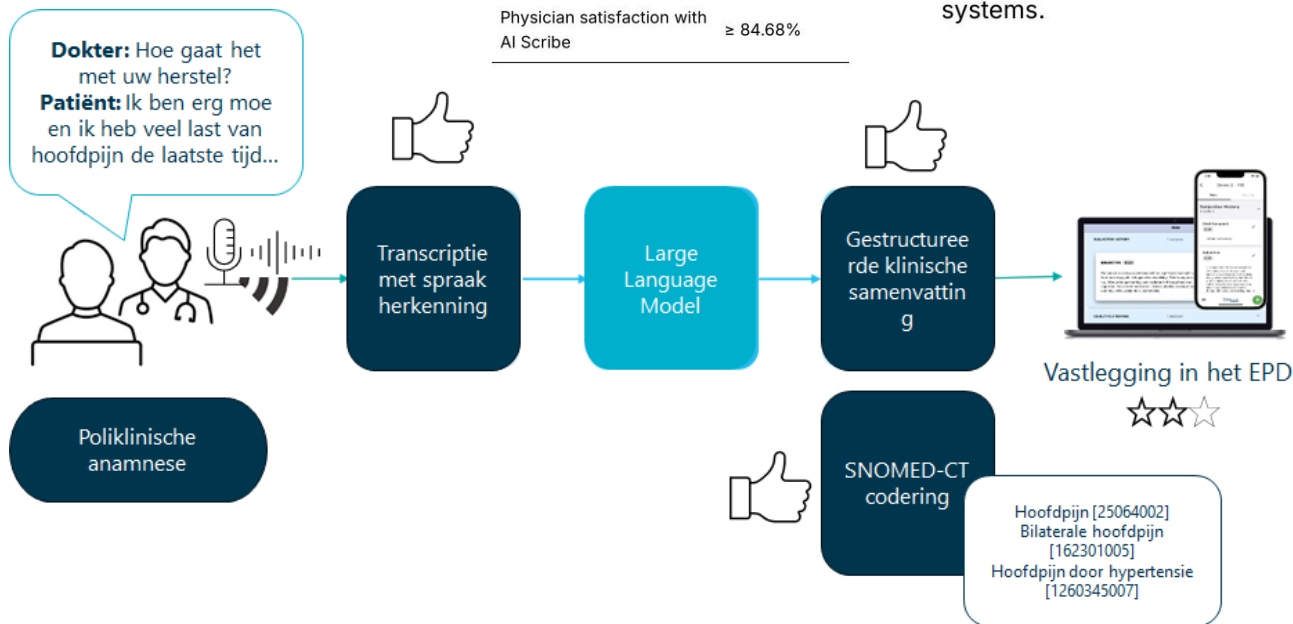 Physician satisfaction with
AI Scribe
≥ 84.68%
systems.
Dokter: Hoe gaat het
met uw herstel?
Patiënt: Ik ben erg moe
en ik heb veel last van
hoofdpijn de laatste tijd...
Transcriptie
met spraak
herkenning
Large
Language
Model
Gestructuree
rde klinische
samenvattin
g
Vastlegging in het EPD
Poliklinische
anamnese
SNOMED-CT
codering
Hoofdpijn [25064002]
Bilaterale hoofdpijn
[162301005]
Hoofdpijn door hypertensie
[1260345007]